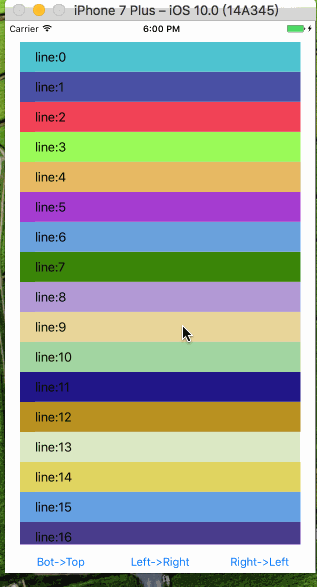 iPhone 7 Plus – iOS 10.0 (14A345)
Carrier 6:00 PM
line:0
line:1
line:2
line:3
line:4
line:5
line:6
line:7
line:8
line:9
line:10
line:11
line:12
line:13
line:14
line:15
line:16
Bot->Top Left->Right Right->Left